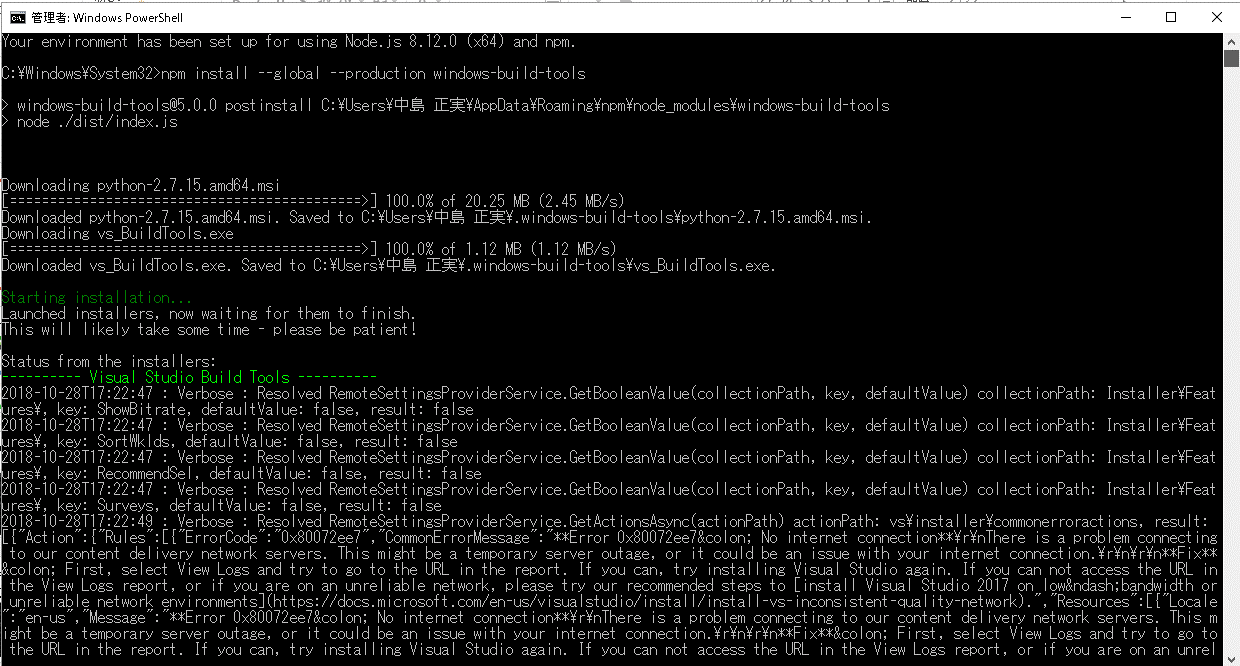 管理者: Windows PowerShell
Your environment has been set up for using Node.js 8.12.0 (x64) and npm.
C:¥Windows¥System32>npm install --global --production windows-build-tools
> windows-build-tools@5.0.0 postinstall C:¥Users¥中島 正実¥AppData¥Roaming¥npm¥node_modules¥windows-build-tools
> node ./dist/index.js
Downloading python-2.7.15.amd64.msi
[============================================>] 100.0% of 20.25 MB (2.45 MB/s)
Downloaded python-2.7.15.amd64.msi. Saved to C:¥Users¥中島 正実¥.windows-build-tools¥python-2.7.15.amd64.msi.
Downloading vs_BuildTools.exe
[============================================>] 100.0% of 1.12 MB (1.12 MB/s)
Downloaded vs_BuildTools.exe. Saved to C:¥Users¥中島 正実¥.windows-build-tools¥vs_BuildTools.exe.
Starting installation...
Launched installers, now waiting for them to finish.
This will likely take some time - please be patient!
Status from the installers:
---------- Visual Studio Build Tools ----------
2018-10-28T17:22:47 : Verbose : Resolved RemoteSettingsProviderService.GetBooleanValue(collectionPath, key, defaultValue) collectionPath: Installer¥Feat
ures¥, key: ShowBitrate, defaultValue: false, result: false
2018-10-28T17:22:47 : Verbose : Resolved RemoteSettingsProviderService.GetBooleanValue(collectionPath, key, defaultValue) collectionPath: Installer¥Feat
ures¥, key: SortWklds, defaultValue: false, result: false
2018-10-28T17:22:47 : Verbose : Resolved RemoteSettingsProviderService.GetBooleanValue(collectionPath, key, defaultValue) collectionPath: Installer¥Feat
ures¥, key: RecommendSel, defaultValue: false, result: false
2018-10-28T17:22:47 : Verbose : Resolved RemoteSettingsProviderService.GetBooleanValue(collectionPath, key, defaultValue) collectionPath: Installer¥Feat
ures¥, key: Surveys, defaultValue: false, result: false
2018-10-28T17:22:49 : Verbose : Resolved RemoteSettingsProviderService.GetActionsAsync(actionPath) actionPath: vs¥installer¥commonerroractions, result:
[{"Action":{"Rules":[{"ErrorCode":"0x80072ee7","CommonErrorMessage":"**Error 0x80072ee7&colon; No internet connection**¥r¥nThere is a problem connecting
 to our content delivery network servers. This might be a temporary server outage, or it could be an issue with your internet connection.¥r¥n¥r¥n**Fix**
&colon; First, select View Logs and try to go to the URL in the report. If you can, try installing Visual Studio again. If you can not access the URL in
 the View Logs report, or if you are on an unreliable network, please try our recommended steps to [install Visual Studio 2017 on low&ndash;bandwidth or
 unreliable network environments](https://docs.microsoft.com/en-us/visualstudio/install/install-vs-inconsistent-quality-network).","Resources":[{"Locale
":"en-us","Message":"**Error 0x80072ee7&colon; No internet connection**¥r¥nThere is a problem connecting to our content delivery network servers. This m
ight be a temporary server outage, or it could be an issue with your internet connection.¥r¥n¥r¥n**Fix**&colon; First, select View Logs and try to go to
 the URL in the report. If you can, try installing Visual Studio again. If you can not access the URL in the View Logs report, or if you are on an unrel